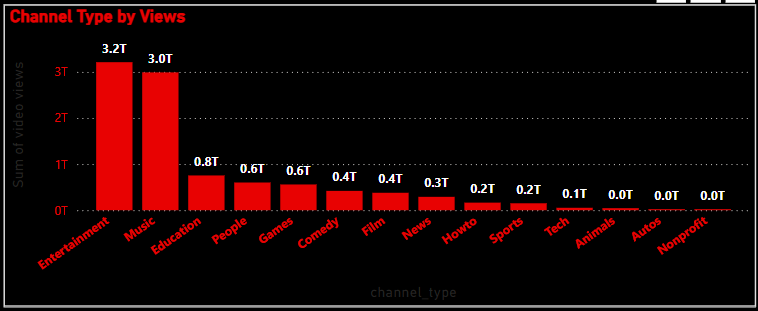 Channel Type by Views
Sum of video views
3T
2T
1T
0T
3.2T
3.0T
0.8T
0.6T
0.6T
0.4T
0.4T
0.3T
0.2T
0.2T
0.1T
0.0T
0.0T
0.0T
Entertainment
Music
Education
People
Games
Comedy
Film
News
Howto
Sports
Tech
Animals
Autos
Nonprofit
channel_type